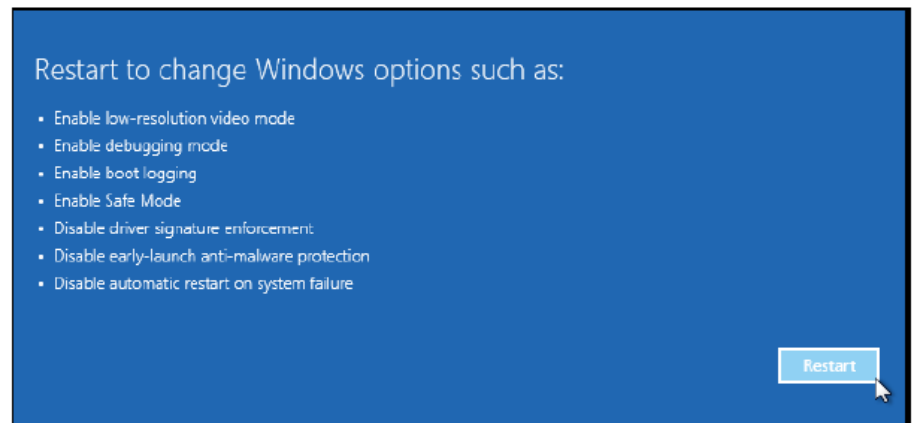 Restart to change Windows options such as:
• Enable low-resolution video mode
• Enable debugging mode
• Enable boot logging
• Enable Safe Mode
• Disable driver signature enforcement
• Disable early-launch anti-malware protection
• Disable automatic restart on system failure
Restart